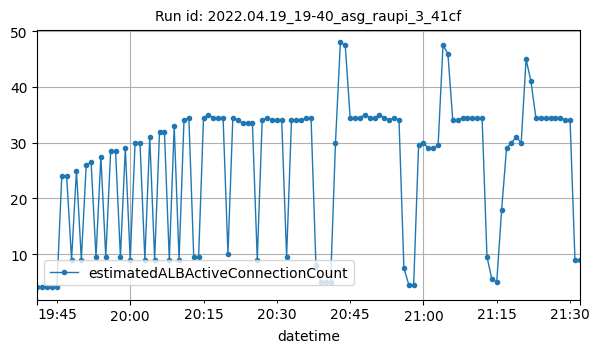 Run id: 2022.04.19_19-40_asg_raupi_3_41cf
50
40
30
20
10
estimatedALBActiveConnectionCount
19:45 20:00 20:15 20:30 20:45 21:00 21:15 21:30
datetime